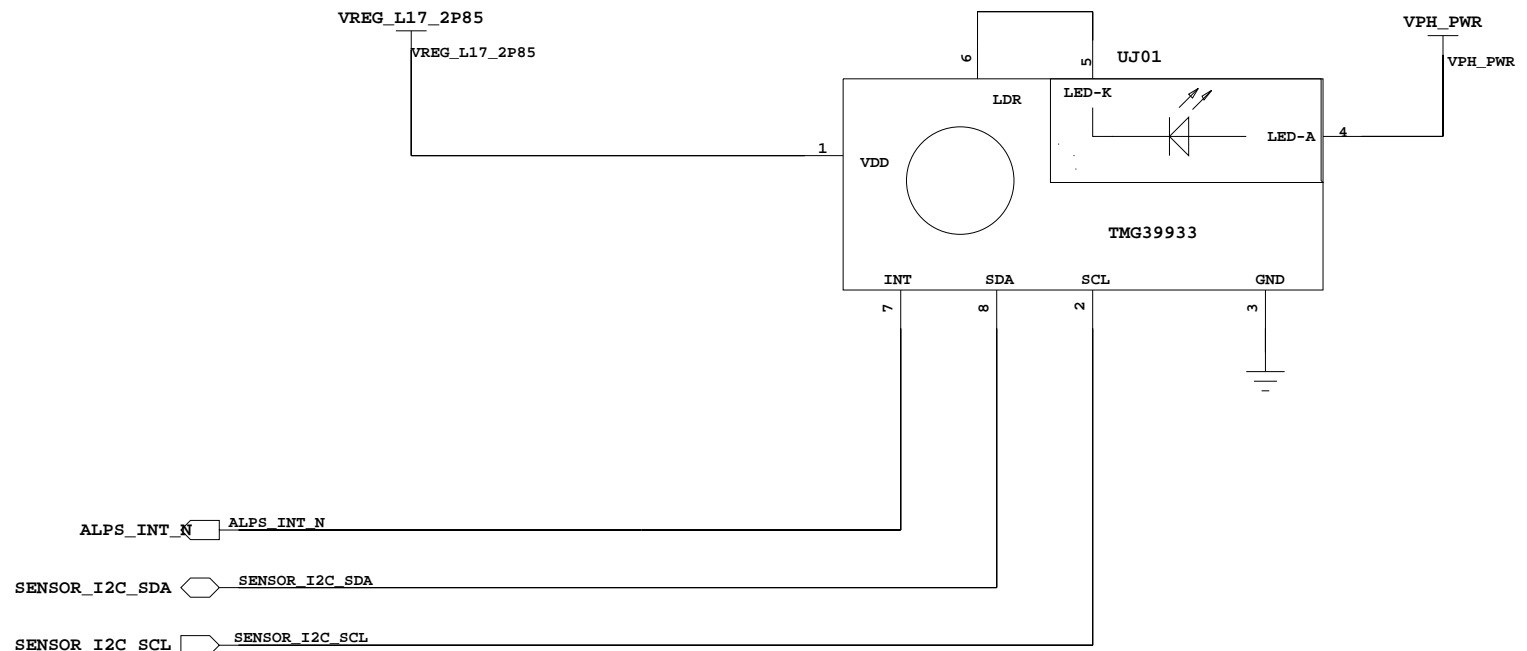 VREG_L17_2P85
VREG_L17_2P85
VPH_PWR
VPH_PWR
UJ01
6
5
LDR
LED-K
LED-A
4
1
VDD
TMG39933
INT
SDA
SCL
GND
7
8
2
3
ALPS_INT_N
ALPS_INT_N
SENSOR_I2C_SDA
SENSOR_I2C_SDA
SENSOR_I2C_SCL
SENSOR_I2C_SCL